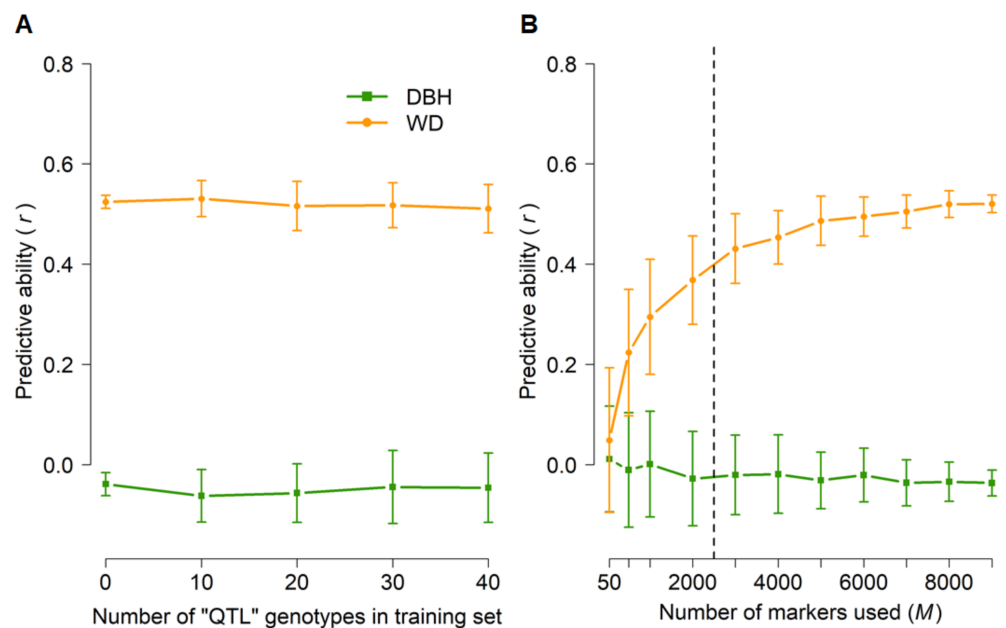 A
Predictive ability ( r )
0.8
0.6
0.4
0.2
0.0
DBH
WD
0 10 20 30 40
Number of "QTL" genotypes in training set
B
Predictive ability ( r )
0.8
0.6
0.4
0.2
0.0
50 2000 4000 6000 8000
Number of markers used (M)